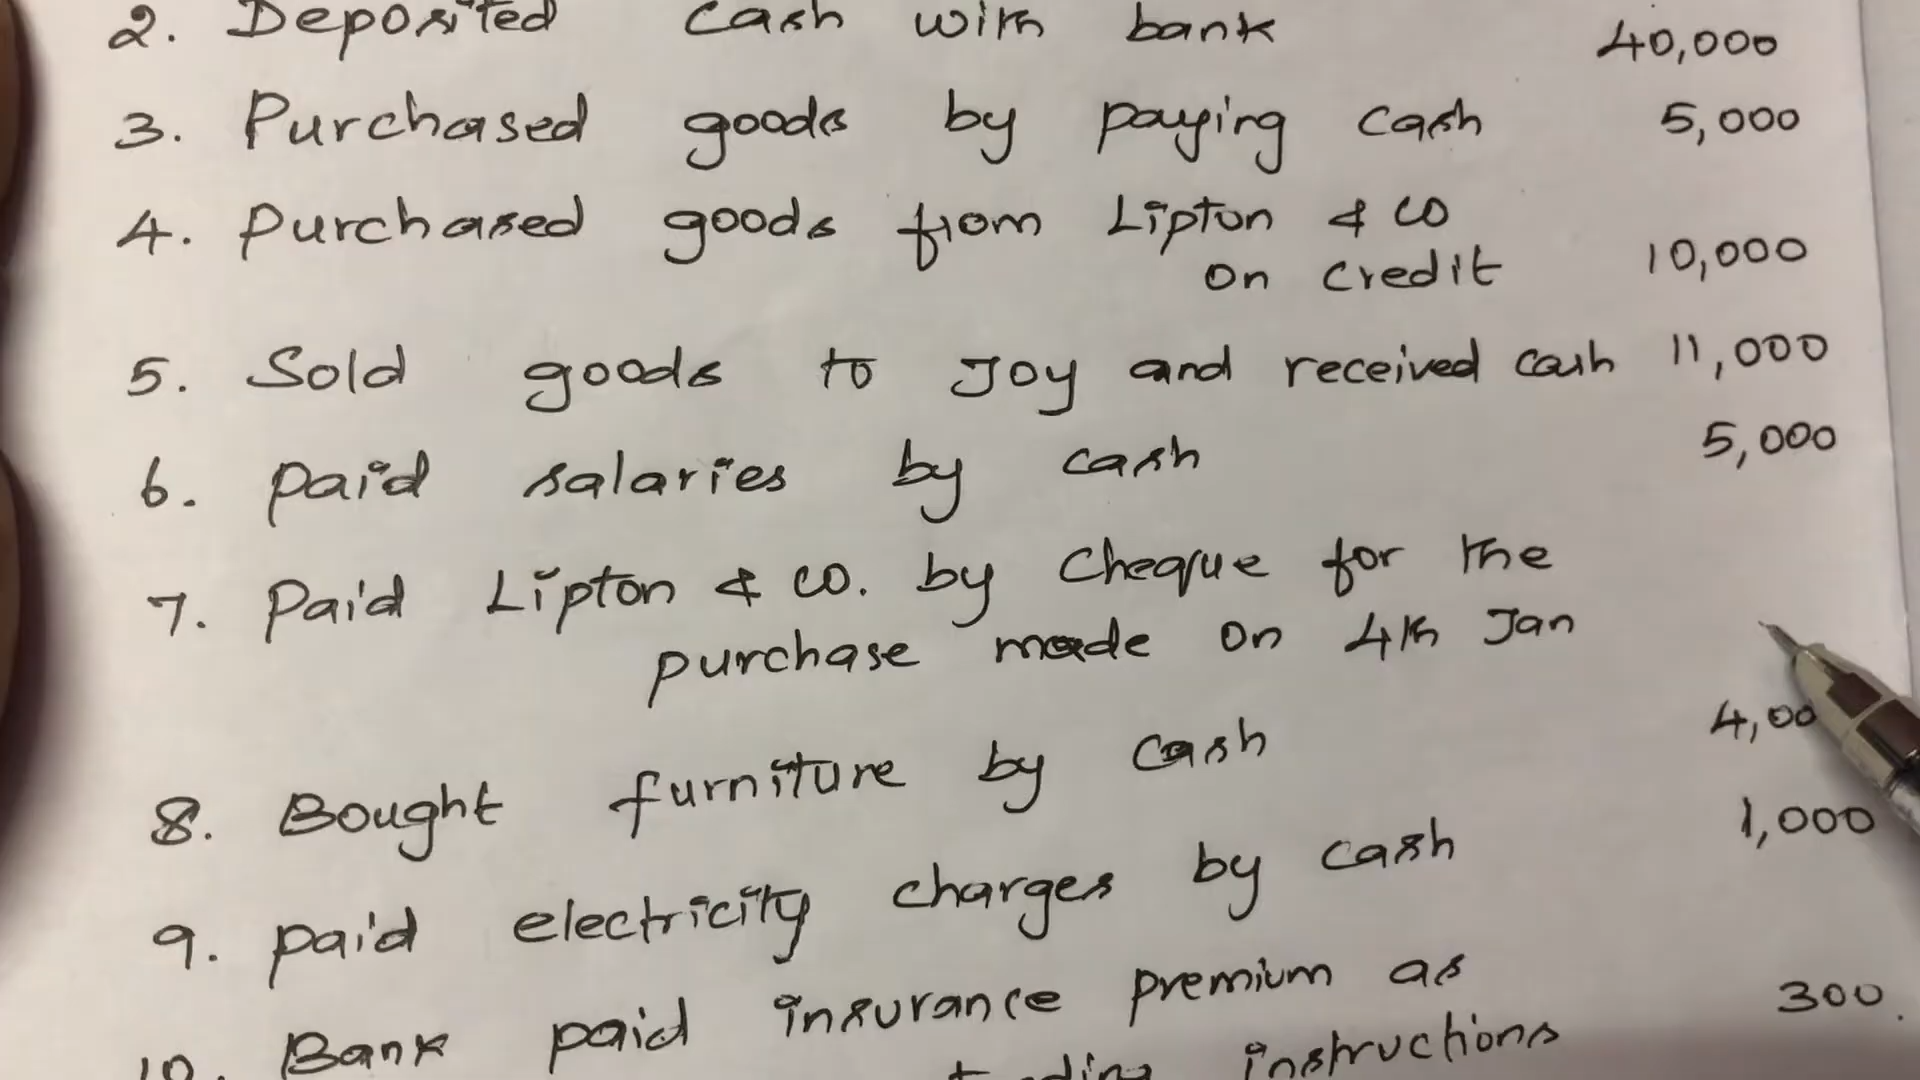 2. Deposited cash with bank 40,000
3. Purchased goods by paying cash 5,000
4. Purchased goods from Lipton & co
on credit 10,000
5. Sold goods to Joy and received cash 11,000
6. Paid salaries by cash 5,000
7. Paid Lipton & co. by cheque for the
purchase made on 4th Jan
8. Bought furniture by cash 4,00
9. paid electricity charges by cash 1,000
10. Bank paid insurance premium as 300.
instructions